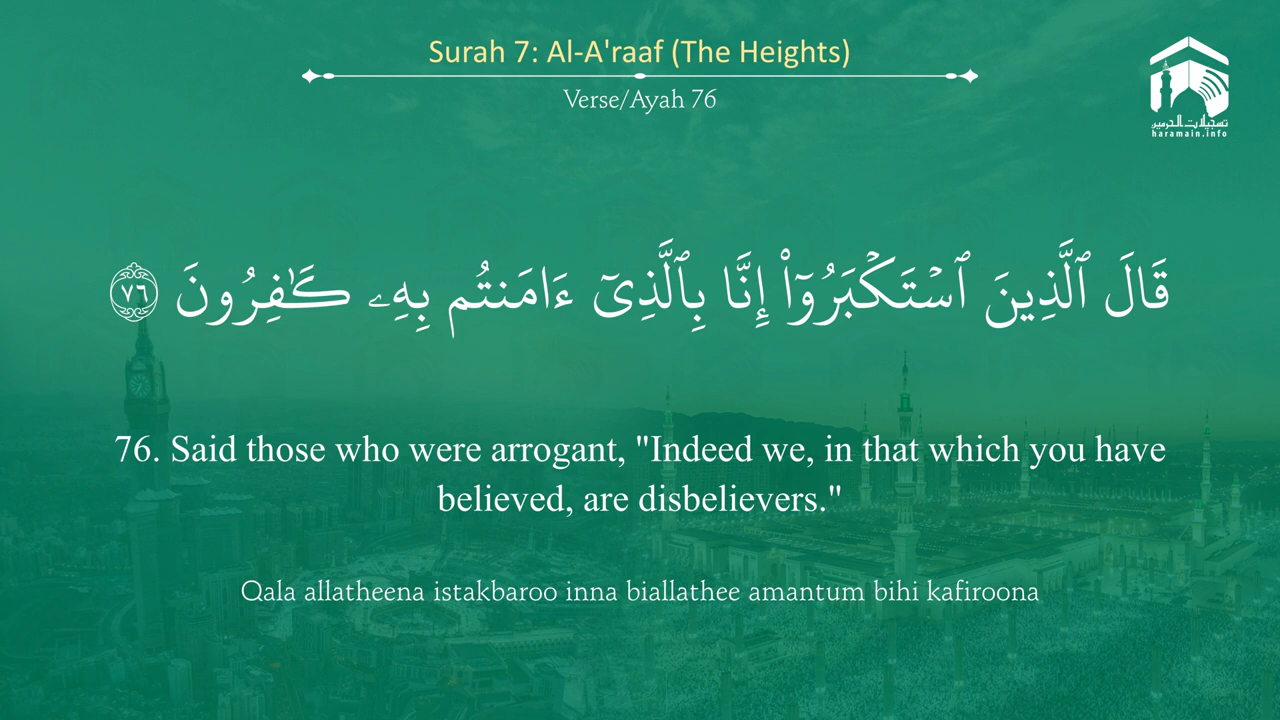 Surah 7: Al-A'raaf (The Heights)
Verse/Ayah 76
تسجيلات الحرمين
haramain.info
قَالَ ٱلَّذِينَ ٱسْتَكْبَرُوٓا۟ إِنَّا بِٱلَّذِىٓ ءَامَنتُم بِهِۦ كَـٰفِرُونَ ٧٦
76. Said those who were arrogant, "Indeed we, in that which you have
believed, are disbelievers."
Qala allatheena istakbaroo inna biallathee amantum bihi kafiroona